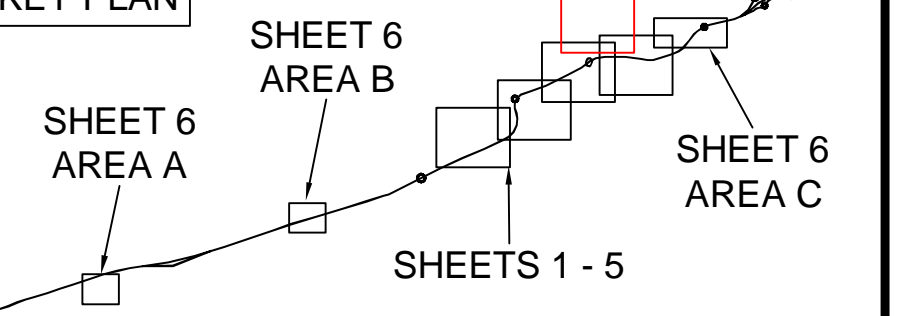 KEY PLAN
SHEET 6
AREA B
SHEET 6
AREA A
SHEET 6
AREA C
SHEETS 1 - 5